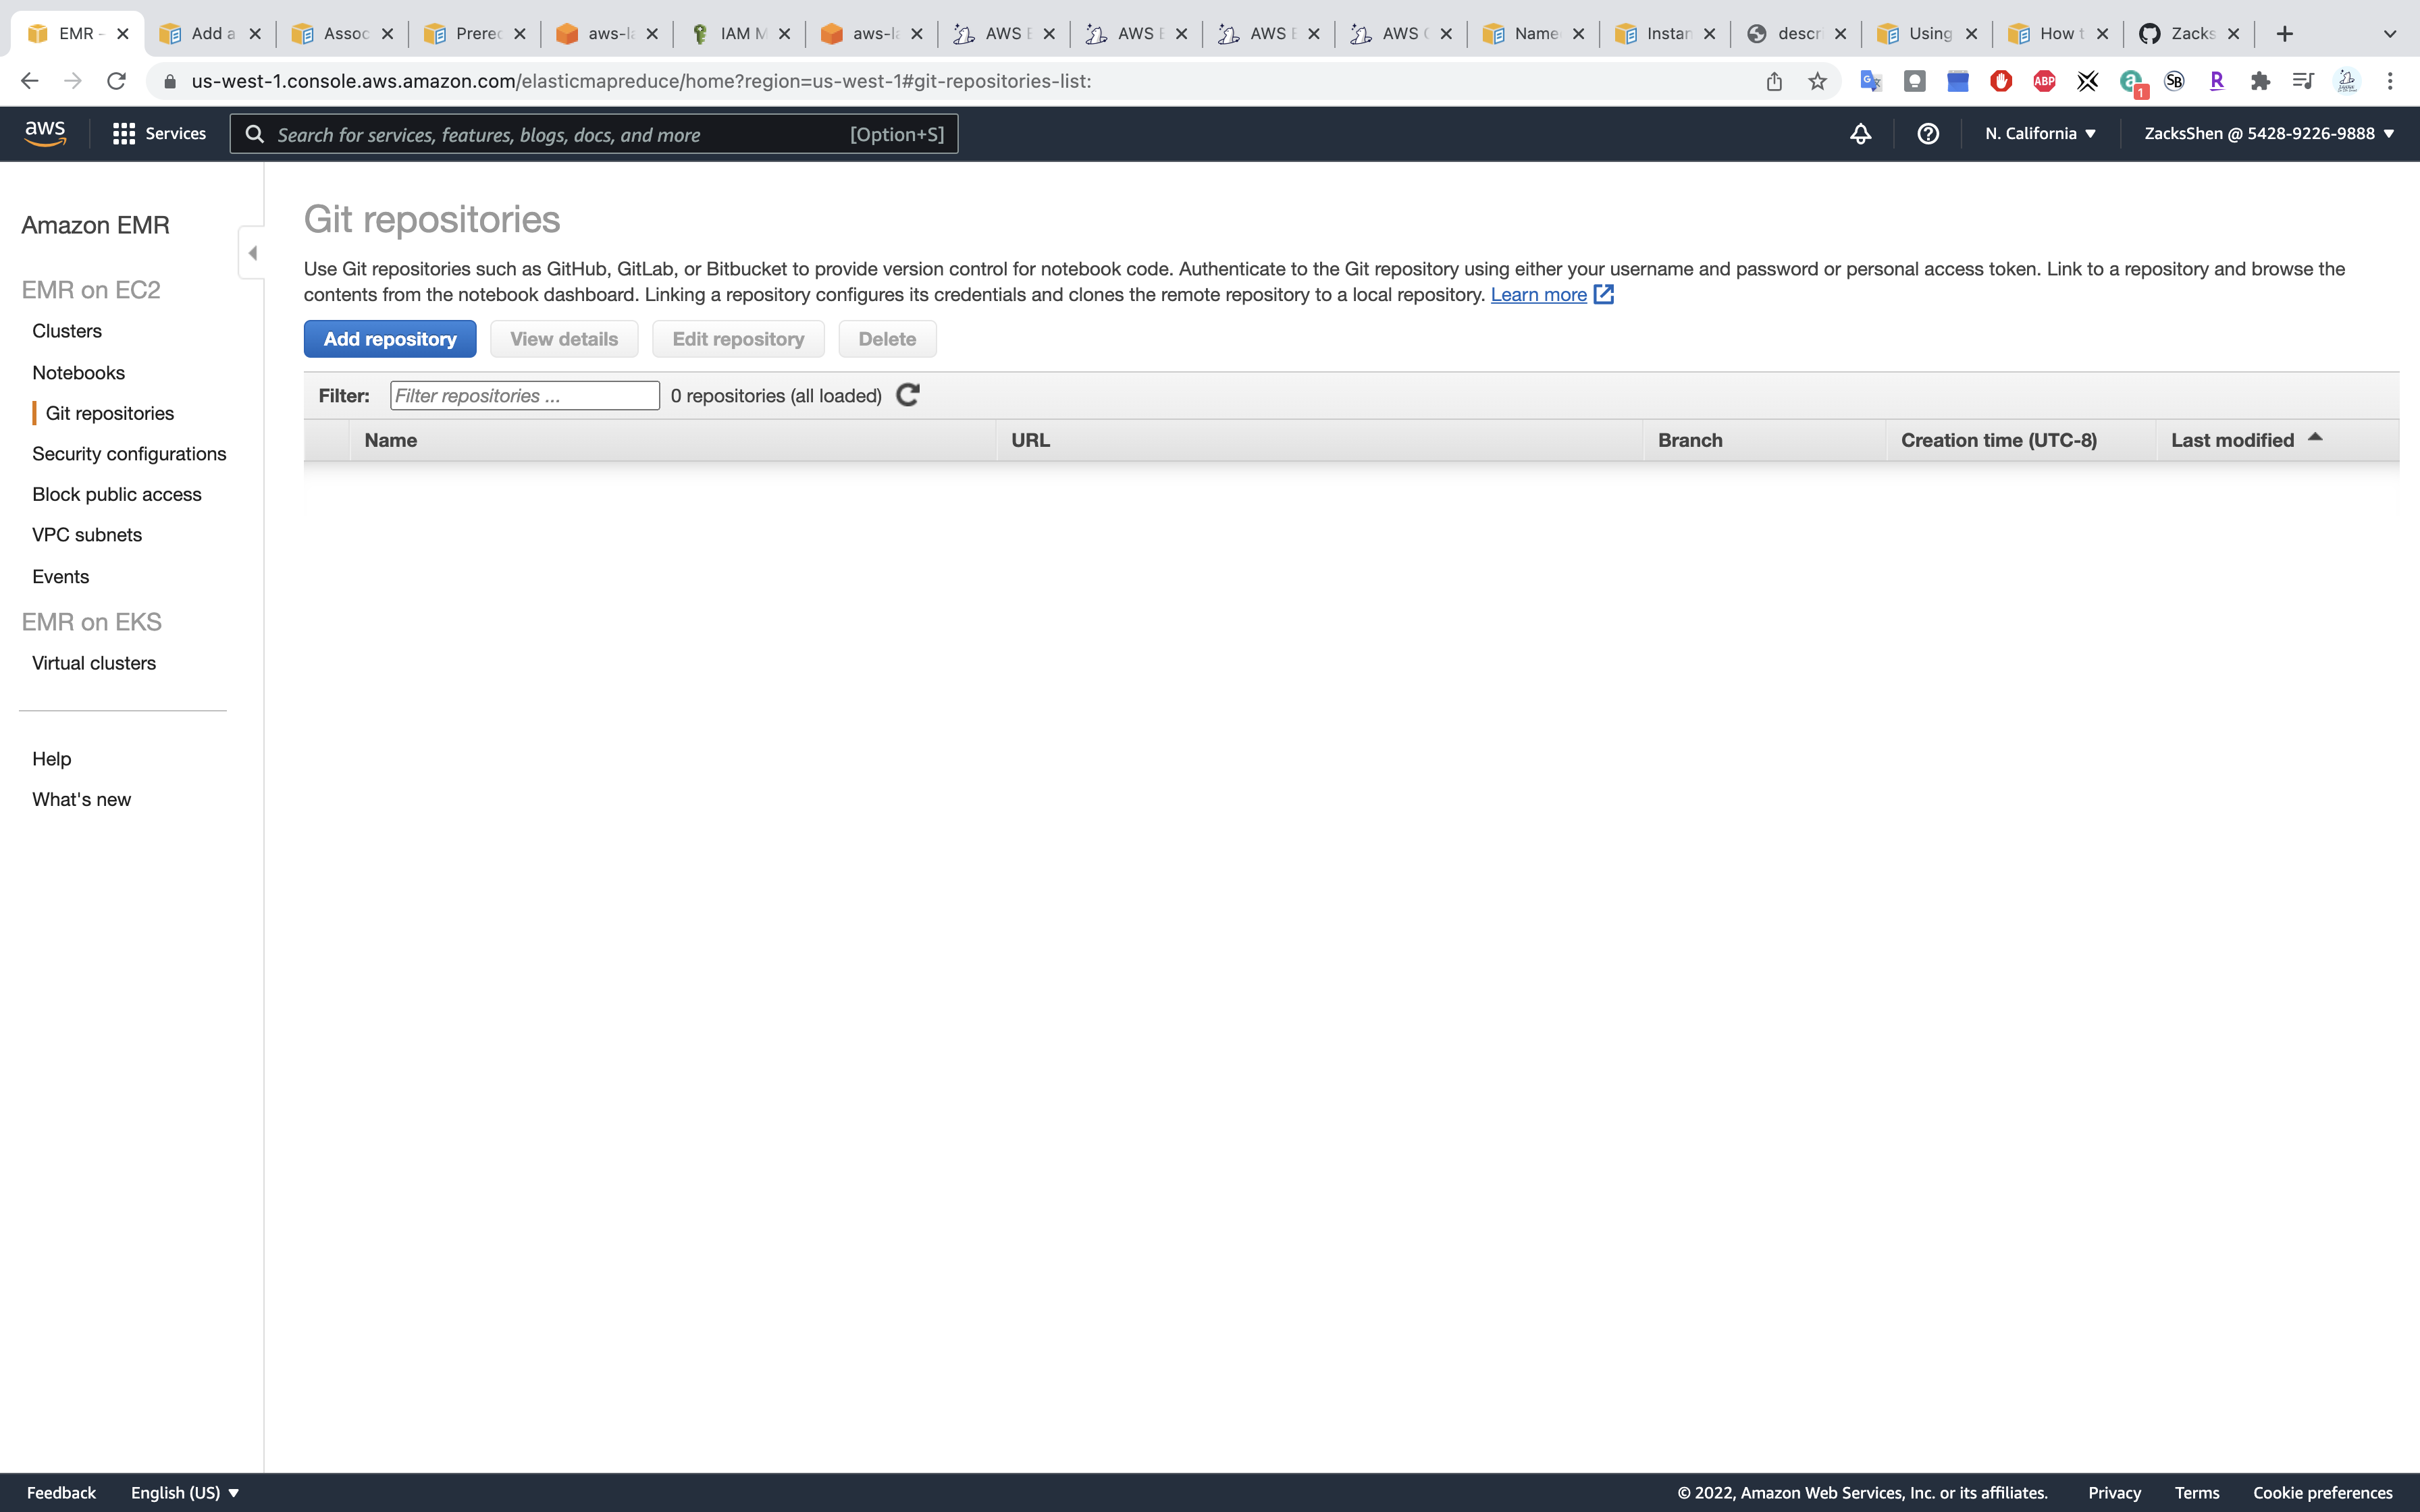 EMR -
Add a
Assoc
Prerec
aws-la
IAM M
aws-la
AWS E
AWS E
AWS E
AWS C
Name
Instan
descri
Using
How t
Zacks
us-west-1.console.aws.amazon.com/elasticmapreduce/home?region=us-west-1#git-repositories-list:
ABP
1
SB
R
aws
Services
Search for services, features, blogs, docs, and more
[Option+S]
N. California
ZacksShen @ 5428-9226-9888
Amazon EMR
EMR on EC2
Clusters
Notebooks
Git repositories
Security configurations
Block public access
VPC subnets
Events
EMR on EKS
Virtual clusters
Help
What's new
Git repositories
Use Git repositories such as GitHub, GitLab, or Bitbucket to provide version control for notebook code. Authenticate to the Git repository using either your username and password or personal access token. Link to a repository and browse the
contents from the notebook dashboard. Linking a repository configures its credentials and clones the remote repository to a local repository. Learn more
Add repository
View details
Edit repository
Delete
Filter:
Filter repositories ...
0 repositories (all loaded)
Name
URL
Branch
Creation time (UTC-8)
Last modified
Feedback
English (US)
© 2022, Amazon Web Services, Inc. or its affiliates.
Privacy
Terms
Cookie preferences